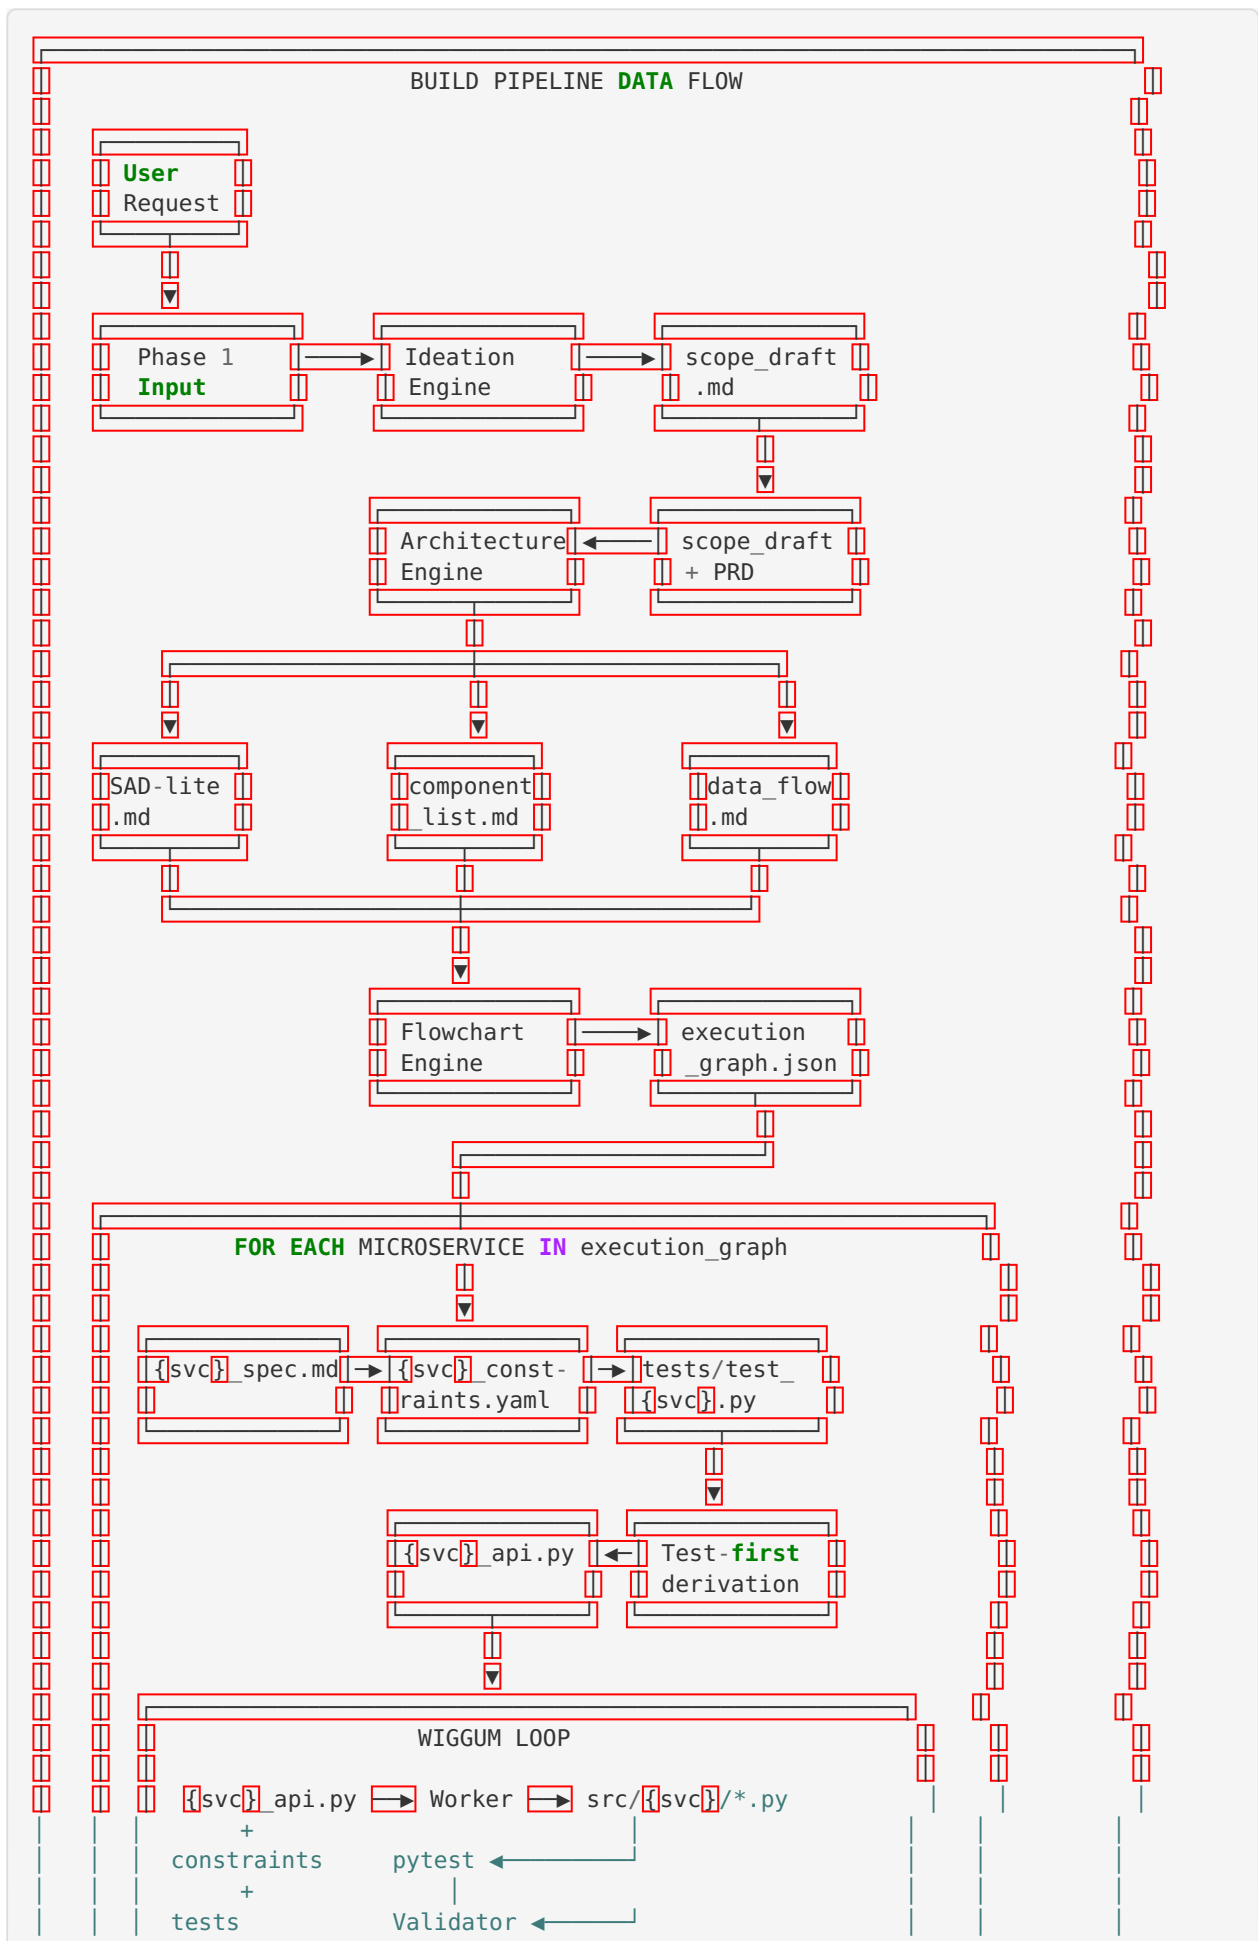 BUILD PIPELINE DATA FLOW
User
Request
Phase 1 Ideation scope_draft
Input Engine .md
Architecture scope_draft
Engine + PRD
SAD-lite component data_flow
.md _list.md .md
Flowchart execution
Engine _graph.json
FOR EACH MICROSERVICE IN execution_graph
{svc}_spec.md {svc}_const- tests/test_
raints.yaml {svc}.py
{svc}_api.py Test-first
derivation
WIGGUM LOOP
{svc}_api.py Worker src/{svc}/*.py
+
constraints pytest
+
tests Validator